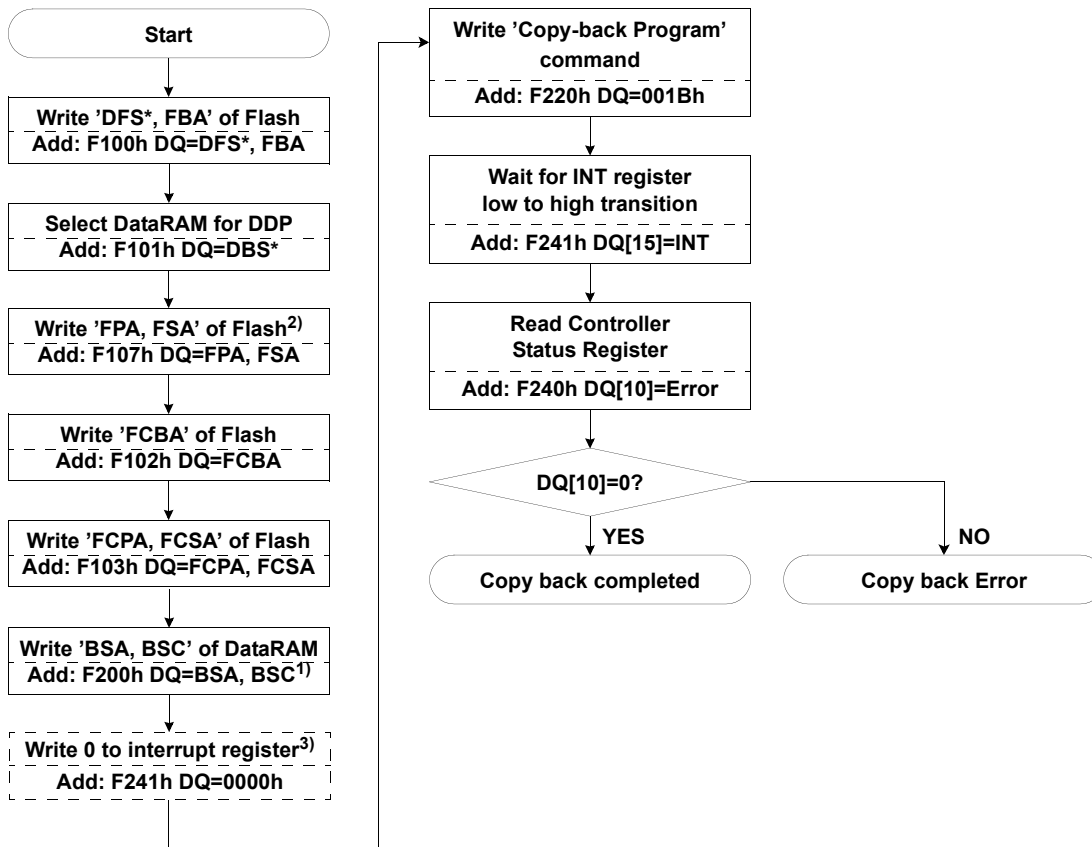 Start
Write 'DFS*, FBA' of Flash
Add: F100h DQ=DFS*, FBA
Select DataRAM for DDP
Add: F101h DQ=DBS*
Write 'FPA, FSA' of Flash2)
Add: F107h DQ=FPA, FSA
Write 'FCBA' of Flash
Add: F102h DQ=FCBA
Write 'FCPA, FCSA' of Flash
Add: F103h DQ=FCPA, FCSA
Write 'BSA, BSC' of DataRAM
Add: F200h DQ=BSA, BSC1)
Write 0 to interrupt register3)
Add: F241h DQ=0000h
Write 'Copy-back Program'
command
Add: F220h DQ=001Bh
Wait for INT register
low to high transition
Add: F241h DQ[15]=INT
Read Controller
Status Register
Add: F240h DQ[10]=Error
DQ[10]=0?
YES
NO
Copy back completed
Copy back Error